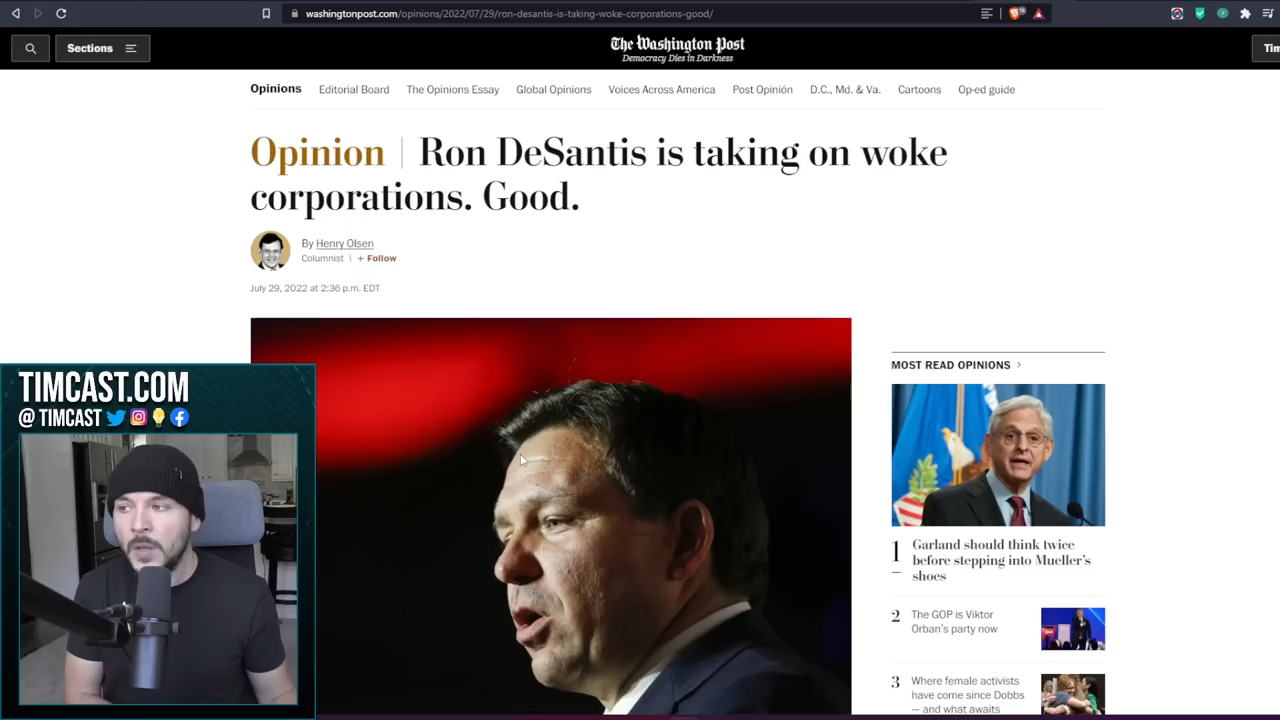 washingtonpost.com/opinions/2022/07/29/ron-desantis-is-taking-woke-corporations-good/
Sections
The Washington Post
Democracy Dies in Darkness
Tim
Opinions
Editorial Board
The Opinions Essay
Global Opinions
Voices Across America
Post Opinión
D.C., Md. & Va.
Cartoons
Op-ed guide
Opinion | Ron DeSantis is taking on woke
corporations. Good.
By Henry Olsen
Columnist | + Follow
July 29, 2022 at 2:36 p.m. EDT
TIMCAST.COM
@ TIMCAST
MOST READ OPINIONS >
1
Garland should think twice
before stepping into Mueller's
shoes
2
The GOP is Viktor
Orban's party now
3
Where female activists
have come since Dobbs
— and what awaits